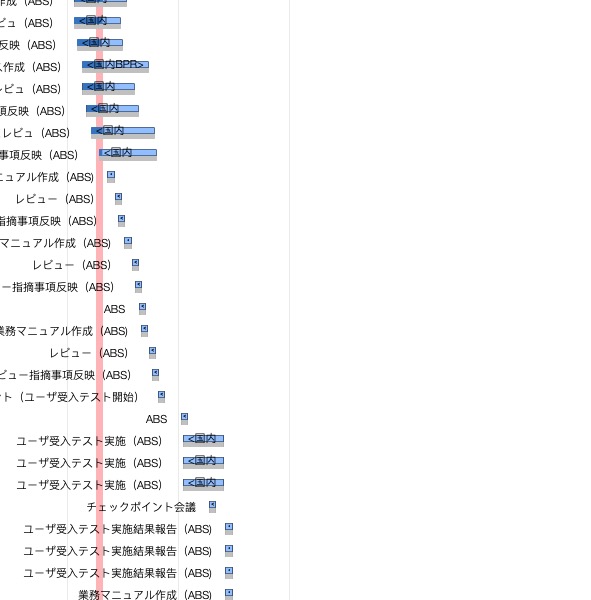 作成 (ABS) <国内
ビュ (ABS) <国内
反映 (ABS) <国内
作成 (ABS) <国内BPR>
レビュ (ABS) <国内
項反映 (ABS) <国内
レビュ (ABS) <国内
事項反映 (ABS) <国内
ニュアル作成 (ABS)
レビュー (ABS)
指摘事項反映 (ABS)
マニュアル作成 (ABS)
レビュー (ABS)
ー指摘事項反映 (ABS)
ABS
業務マニュアル作成 (ABS)
レビュー (ABS)
ビュー指摘事項反映 (ABS)
ント (ユーザ受入テスト開始)
ABS
ユーザ受入テスト実施 (ABS) <国内
ユーザ受入テスト実施 (ABS) <国内
ユーザ受入テスト実施 (ABS) <国内
チェックポイント会議
ユーザ受入テスト実施結果報告 (ABS)
ユーザ受入テスト実施結果報告 (ABS)
ユーザ受入テスト実施結果報告 (ABS)
業務マニュアル作成 (ABS)